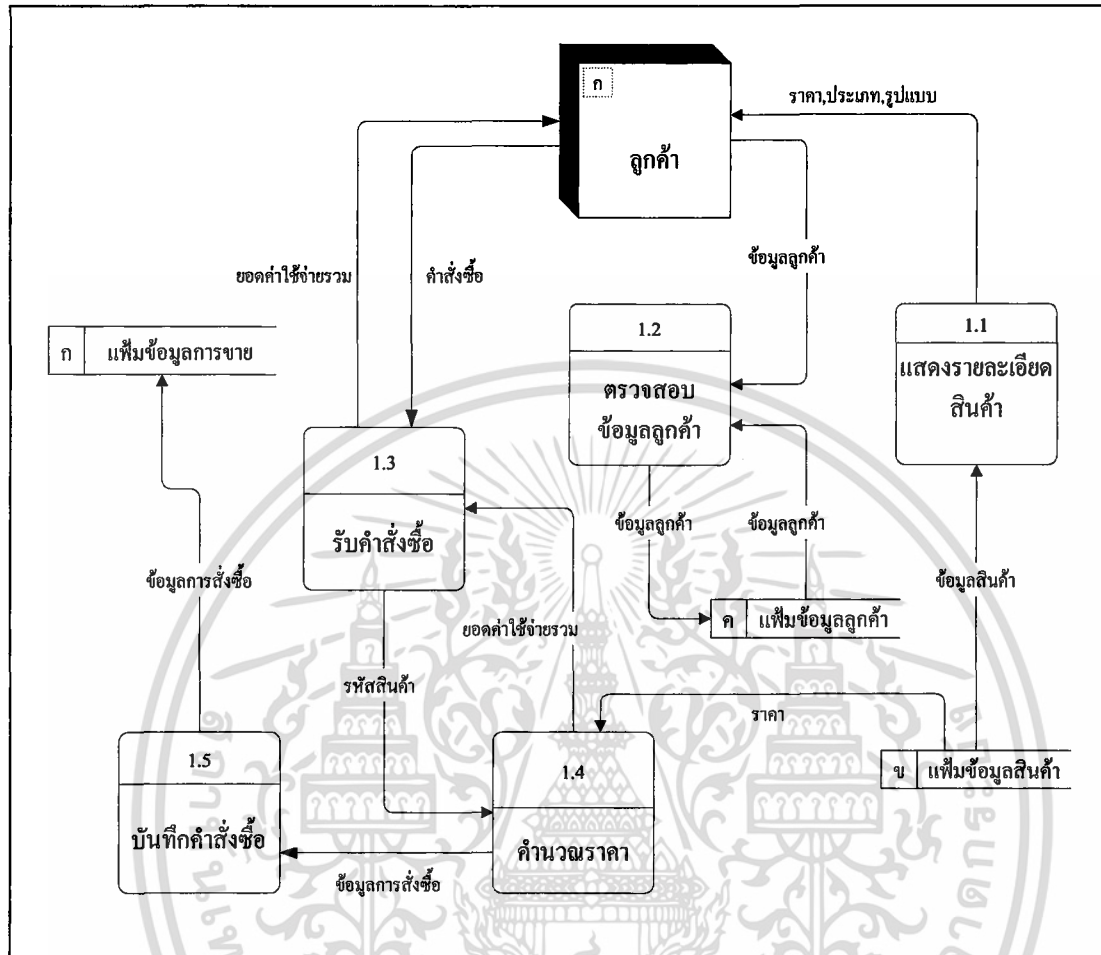 ก
ลูกค้า
ราคา,ประเภท,รูปแบบ
ยอดค่าใช้จ่ายรวม
คำสั่งซื้อ
ข้อมูลลูกค้า
ก แฟ้มข้อมูลการขาย
1.2
ตรวจสอบ
ข้อมูลลูกค้า
1.1
แสดงรายละเอียด
สินค้า
1.3
รับคำสั่งซื้อ
ข้อมูลลูกค้า
ข้อมูลลูกค้า
ข้อมูลสินค้า
ข้อมูลการสั่งซื้อ
ยอดค่าใช้จ่ายรวม
ค แฟ้มข้อมูลลูกค้า
รหัสสินค้า
ราคา
1.5
บันทึกคำสั่งซื้อ
1.4
คำนวณราคา
ข แฟ้มข้อมูลสินค้า
ข้อมูลการสั่งซื้อ